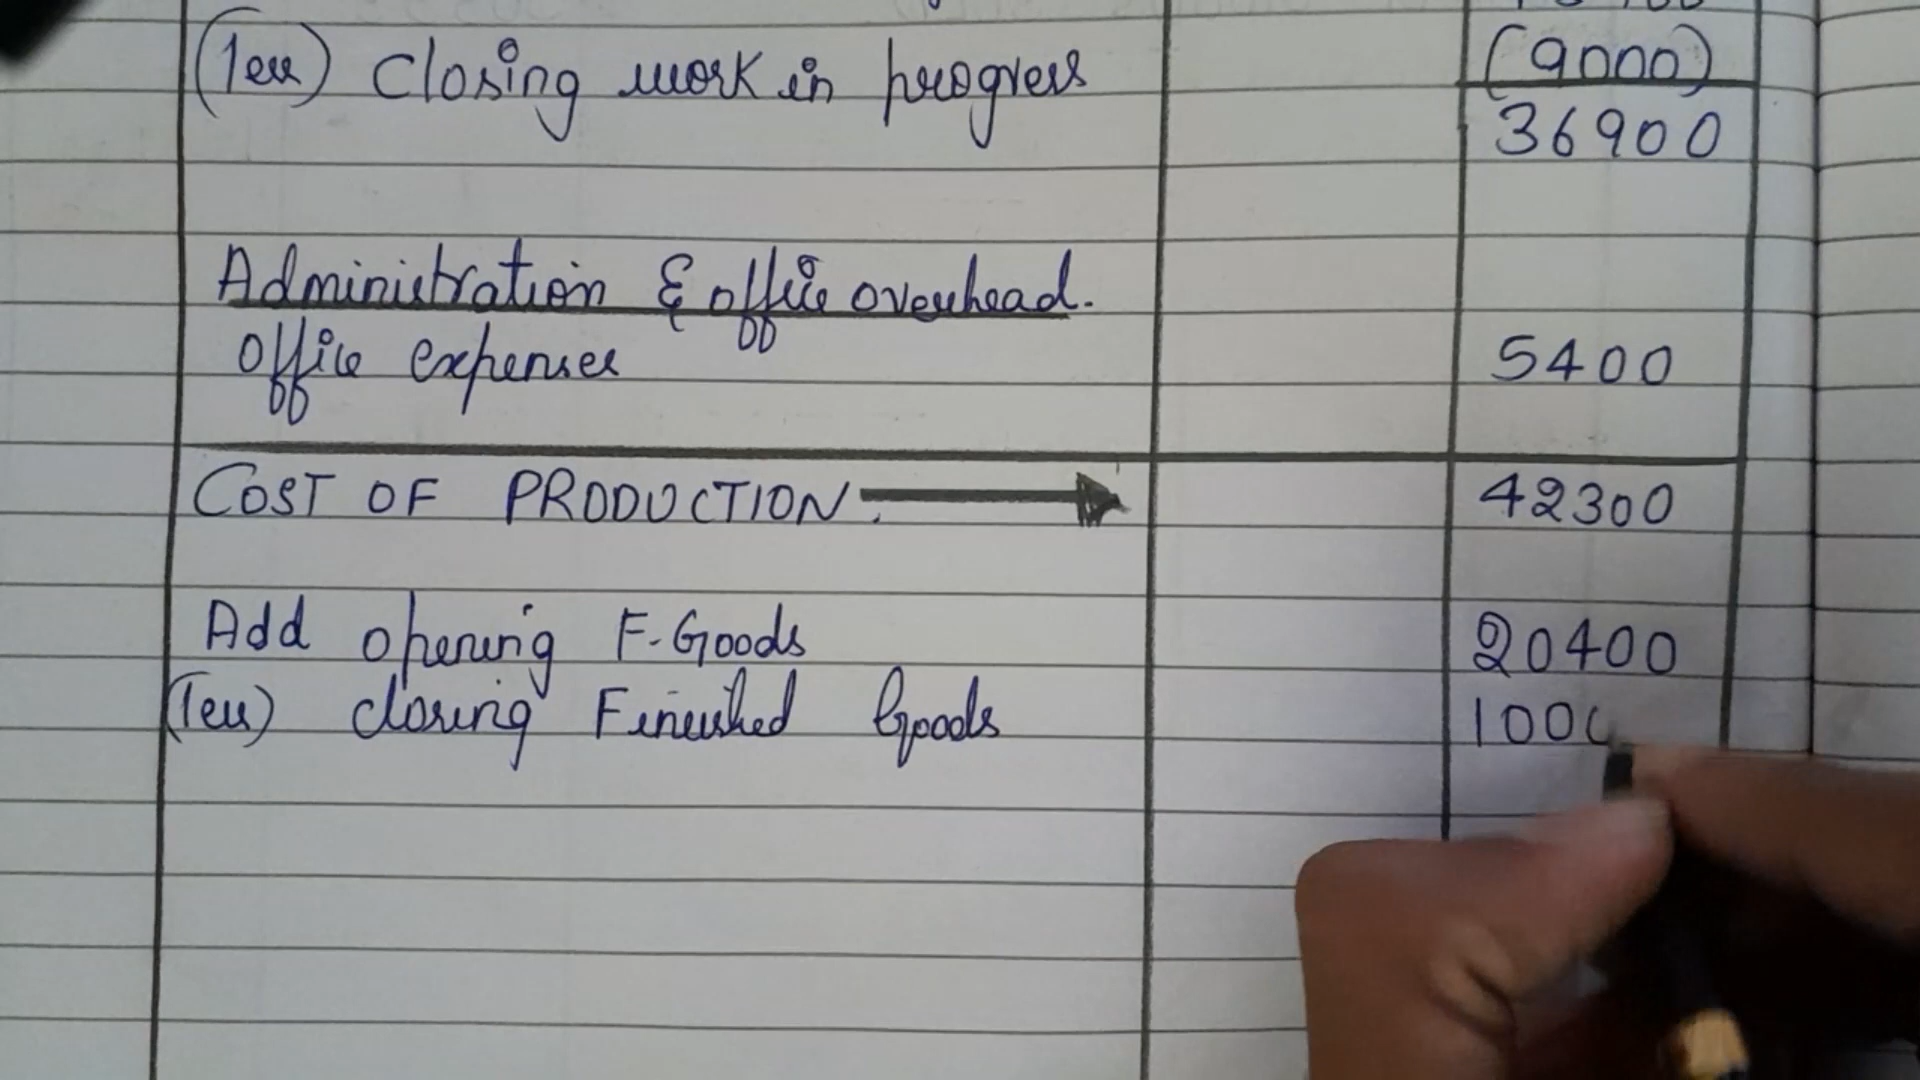 (Less) Closing work in progress (9000)
36900
Administration & office overhead.
office expenses 5400
COST OF PRODUCTION. 42300
Add opening F. Goods 20400
(Less) closing Finished Goods 100